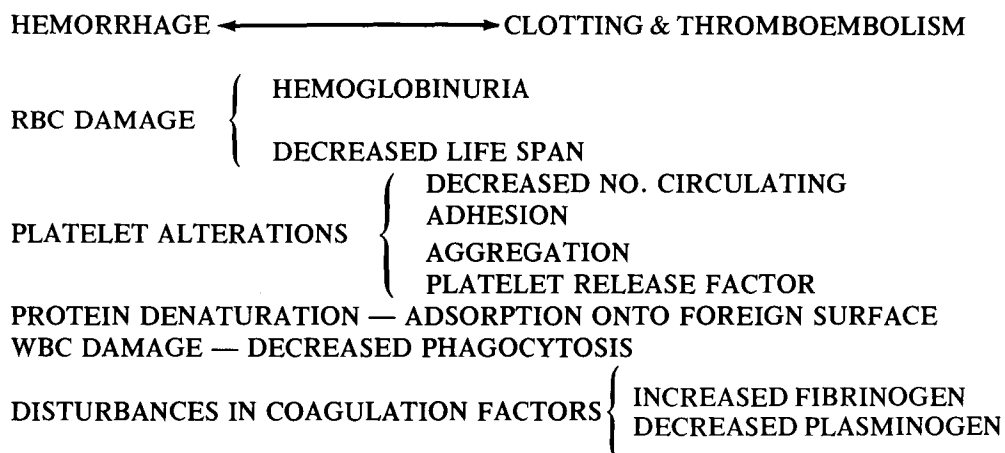 HEMORRHAGE ⟷ CLOTTING & THROMBOEMBOLISM
RBC DAMAGE
HEMOGLOBINURIA
DECREASED LIFE SPAN
PLATELET ALTERATIONS
DECREASED NO. CIRCULATING
ADHESION
AGGREGATION
PLATELET RELEASE FACTOR
PROTEIN DENATURATION — ADSORPTION ONTO FOREIGN SURFACE
WBC DAMAGE — DECREASED PHAGOCYTOSIS
DISTURBANCES IN COAGULATION FACTORS
INCREASED FIBRINOGEN
DECREASED PLASMINOGEN